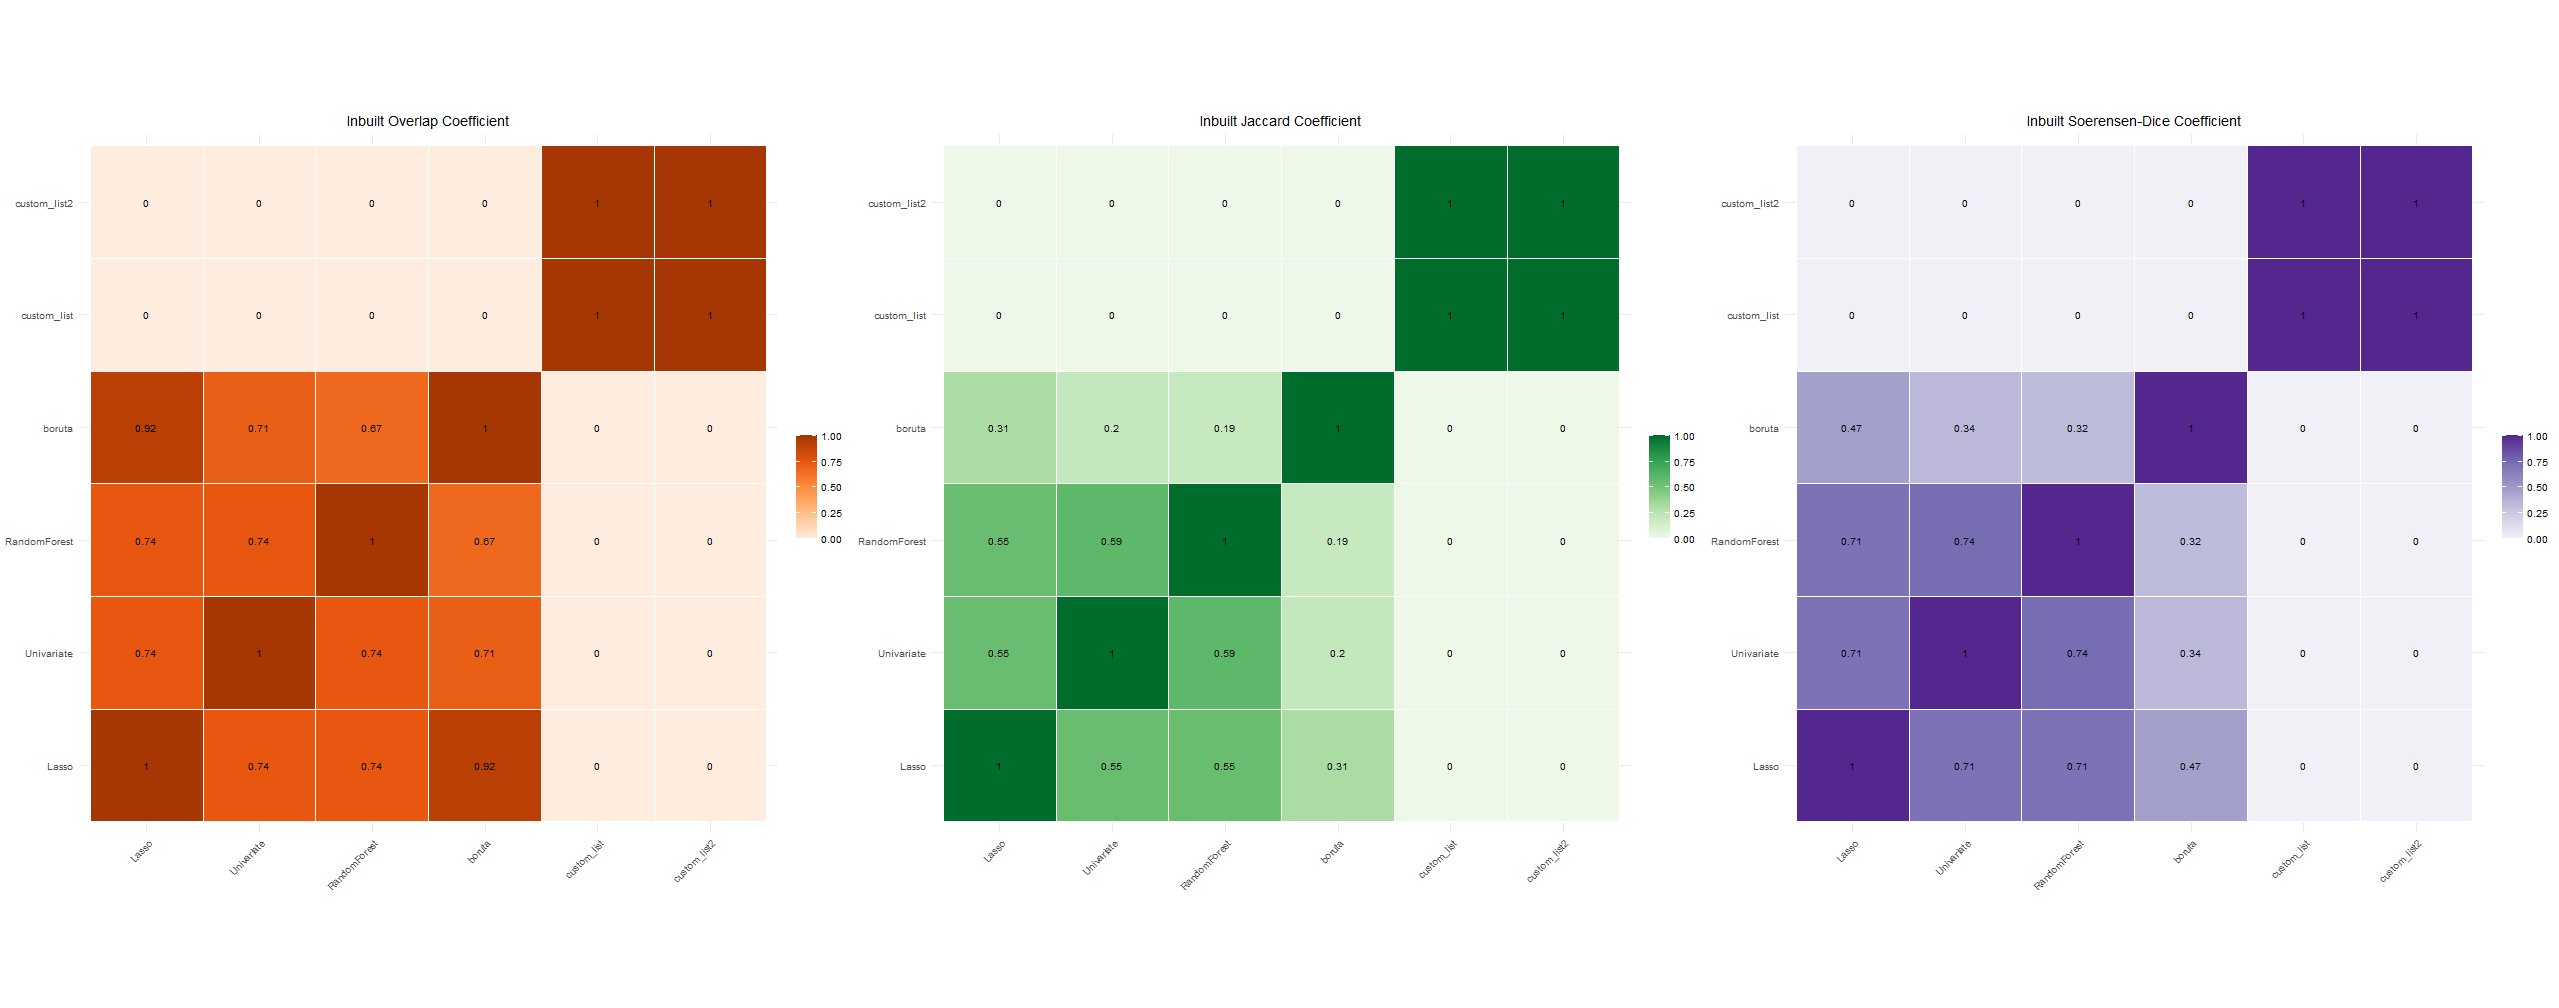 Inbuilt Overlap Coefficient
custom_list2 0 0 0 0 1 1
custom_list 0 0 0 0 1 1
boruta 0.92 0.71 0.67 1 0 0
RandomForest 0.74 0.74 1 0.67 0 0
Univariate 0.74 1 0.74 0.71 0 0
Lasso 1 0.74 0.74 0.92 0 0
Lasso Univariate RandomForest boruta custom_list custom_list2
1.00
0.75
0.50
0.25
0.00
Inbuilt Jaccard Coefficient
custom_list2 0 0 0 0 1 1
custom_list 0 0 0 0 1 1
boruta 0.31 0.2 0.19 1 0 0
RandomForest 0.55 0.59 1 0.19 0 0
Univariate 0.55 1 0.59 0.2 0 0
Lasso 1 0.55 0.55 0.31 0 0
Lasso Univariate RandomForest boruta custom_list custom_list2
1.00
0.75
0.50
0.25
0.00
Inbuilt Soerensen-Dice Coefficient
custom_list2 0 0 0 0 1 1
custom_list 0 0 0 0 1 1
boruta 0.47 0.34 0.32 1 0 0
RandomForest 0.71 0.74 1 0.32 0 0
Univariate 0.71 1 0.74 0.34 0 0
Lasso 1 0.71 0.71 0.47 0 0
Lasso Univariate RandomForest boruta custom_list custom_list2
1.00
0.75
0.50
0.25
0.00